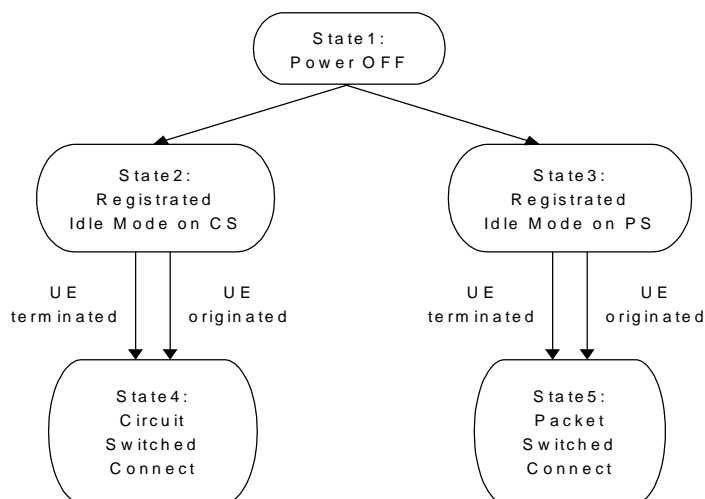 State1:
Power OFF
State2:
Registrated
Idle Mode on CS
State3:
Registrated
Idle Mode on PS
UE
terminated
UE
originated
UE
terminated
UE
originated
State4:
Circuit
Switched
Connect
State5:
Packet
Switched
Connect